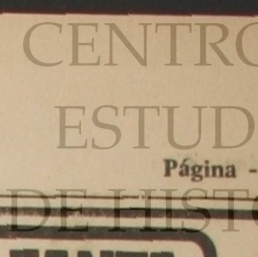 CENTRO
ESTUD
Página -
DE HISTO